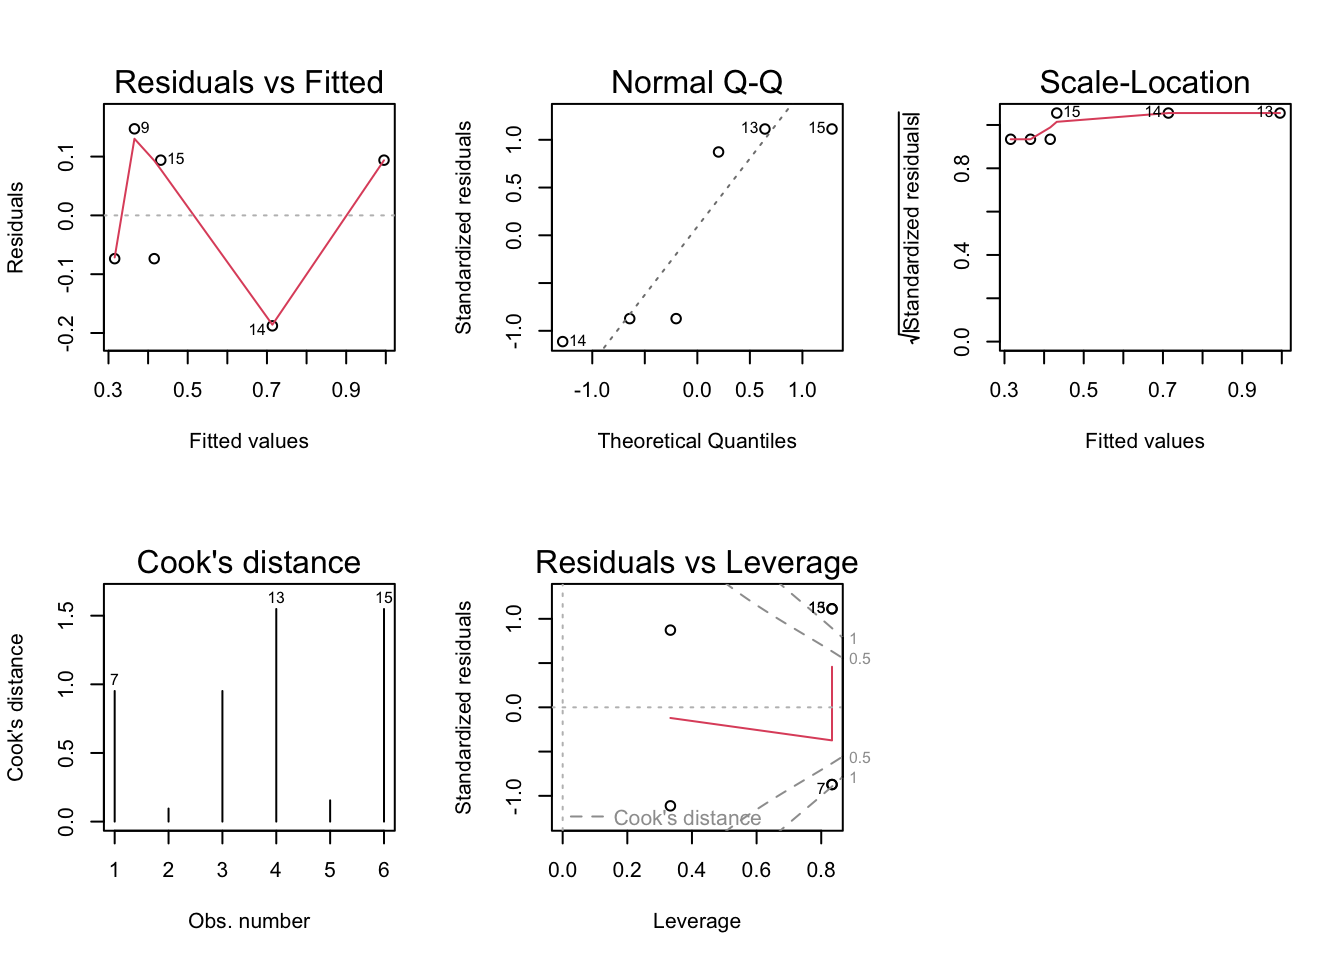 Residuals vs Fitted
Residuals
0.1
0.0
-0.1
-0.2
9
15
14
0.3 0.5 0.7 0.9
Fitted values
Normal Q-Q
Standardized residuals
1.0
0.5
0.0
-1.0
13
15
14
-1.0 0.0 0.5 1.0
Theoretical Quantiles
Scale-Location
√|Standardized residuals|
0.8
0.4
0.0
15
14
13
0.3 0.5 0.7 0.9
Fitted values
Cook's distance
Cook's distance
1.5
1.0
0.5
0.0
7
13
15
1 2 3 4 5 6
Obs. number
Residuals vs Leverage
Standardized residuals
1.0
0.0
-1.0
1
0.5
0.5
1
7
Cook's distance
0.0 0.2 0.4 0.6 0.8
Leverage